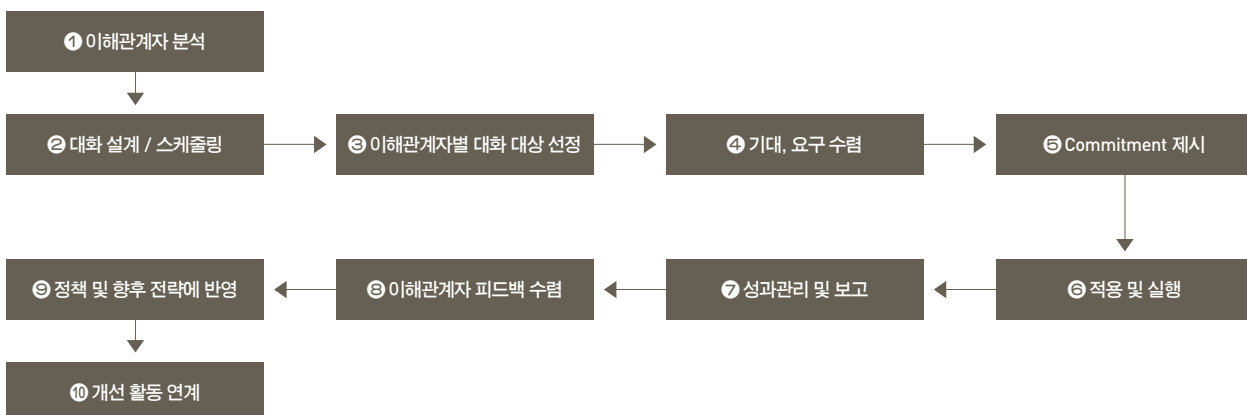 ❶ 이해관계자 분석
❷ 대화 설계 / 스케줄링
❸ 이해관계자별 대화 대상 선정
❹ 기대, 요구 수렴
❺ Commitment 제시
❻ 적용 및 실행
❼ 성과관리 및 보고
❽ 이해관계자 피드백 수렴
❾ 정책 및 향후 전략에 반영
❿ 개선 활동 연계